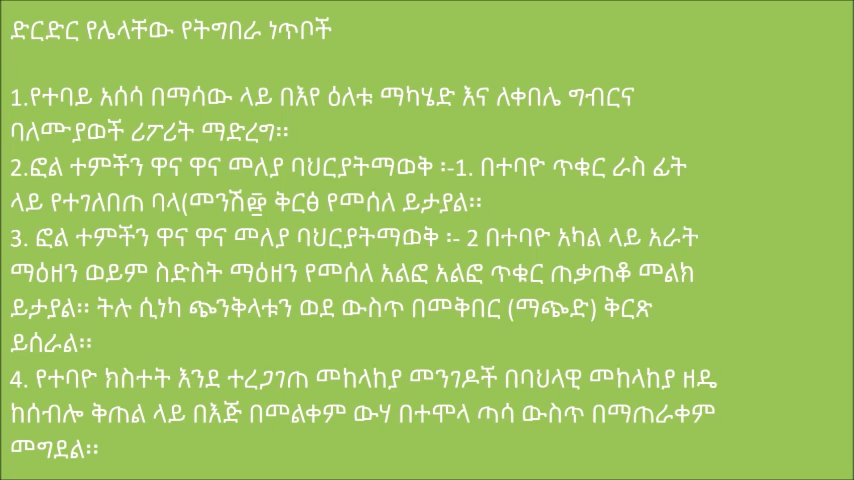 ድርድር የሌላቸው የትግበራ ነጥቦች
1.የተባይ አሰሳ በማሳው ላይ በእየ ዕለቱ ማካሄድ እና ለቀበሌ ግብርና
ባለሙያወች ሪፖሪት ማድረግ፡፡
2.ፎል ተምችን ዋና ዋና መለያ ባህርያትማወቅ ፡-1. በተባዮ ጥቁር ራስ ፊት
ላይ የተገለበጠ ባላ(መንሽ፼ ቅርፅ የመሰለ ይታያል፡፡
3. ፎል ተምችን ዋና ዋና መለያ ባህርያትማወቅ ፡- 2 በተባዮ አካል ላይ አራት
ማዕዘን ወይም ስድስት ማዕዘን የመሰለ አልፎ አልፎ ጥቁር ጠቃጠቆ መልክ
ይታያል፡፡ ትሉ ሲነካ ጭንቅላቱን ወደ ውስጥ በመቅበር (ማጭድ) ቅርጽ
ይሰራል፡፡
4. የተባዮ ክስተት እንደ ተረጋገጠ መከላከያ መንገዶች በባህላዊ መከላከያ ዘዴ
ከሰብሎ ቅጠል ላይ በእጅ በመልቀም ውሃ በተሞላ ጣሳ ውስጥ በማጠራቀም
መግደል፡፡